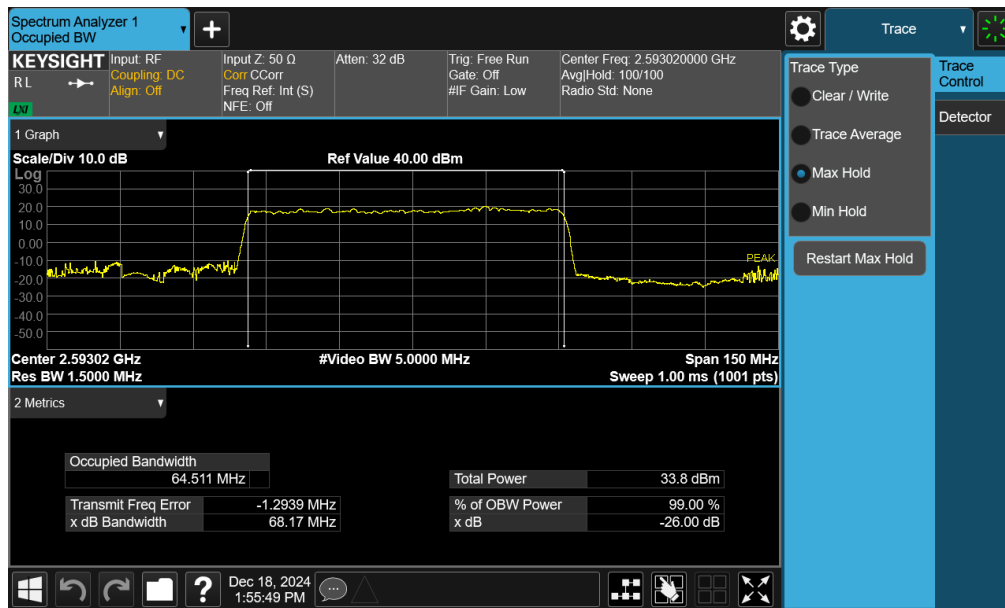 Spectrum Analyzer 1
Occupied BW
+
Trace
KEYSIGHT
R L
LXI
Input: RF
Coupling: DC
Align: Off
Input Z: 50 Ω
Corr CCorr
Freq Ref: Int (S)
NFE: Off
Atten: 32 dB
Trig: Free Run
Gate: Off
#IF Gain: Low
Center Freq: 2.593020000 GHz
Avg|Hold: 100/100
Radio Std: None
Trace Type
Clear / Write
Trace Average
Max Hold
Min Hold
Restart Max Hold
Trace
Control
Detector
1 Graph
Scale/Div 10.0 dB
Ref Value 40.00 dBm
Log
30.0
20.0
10.0
0.00
-10.0
-20.0
-30.0
-40.0
-50.0
PEAK
Center 2.59302 GHz
#Video BW 5.0000 MHz
Span 150 MHz
Res BW 1.5000 MHz
Sweep 1.00 ms (1001 pts)
2 Metrics
Occupied Bandwidth
64.511 MHz
Transmit Freq Error -1.2939 MHz
x dB Bandwidth 68.17 MHz
Total Power 33.8 dBm
% of OBW Power 99.00 %
x dB -26.00 dB
?
Dec 18, 2024
1:55:49 PM